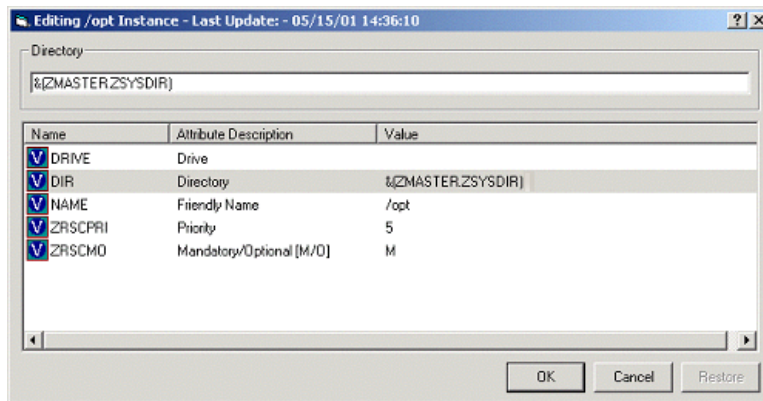 Editing /opt Instance - Last Update: - 05/15/01 14:36:10
Directory
&(ZMASTER.ZSYSDIR)
Name Attribute Description Value
V DRIVE Drive
V DIR Directory &(ZMASTER.ZSYSDIR)
V NAME Friendly Name /opt
V ZRSCPRI Priority 5
V ZRSCMO Mandatory/Optional [M/O] M
OK Cancel Restore